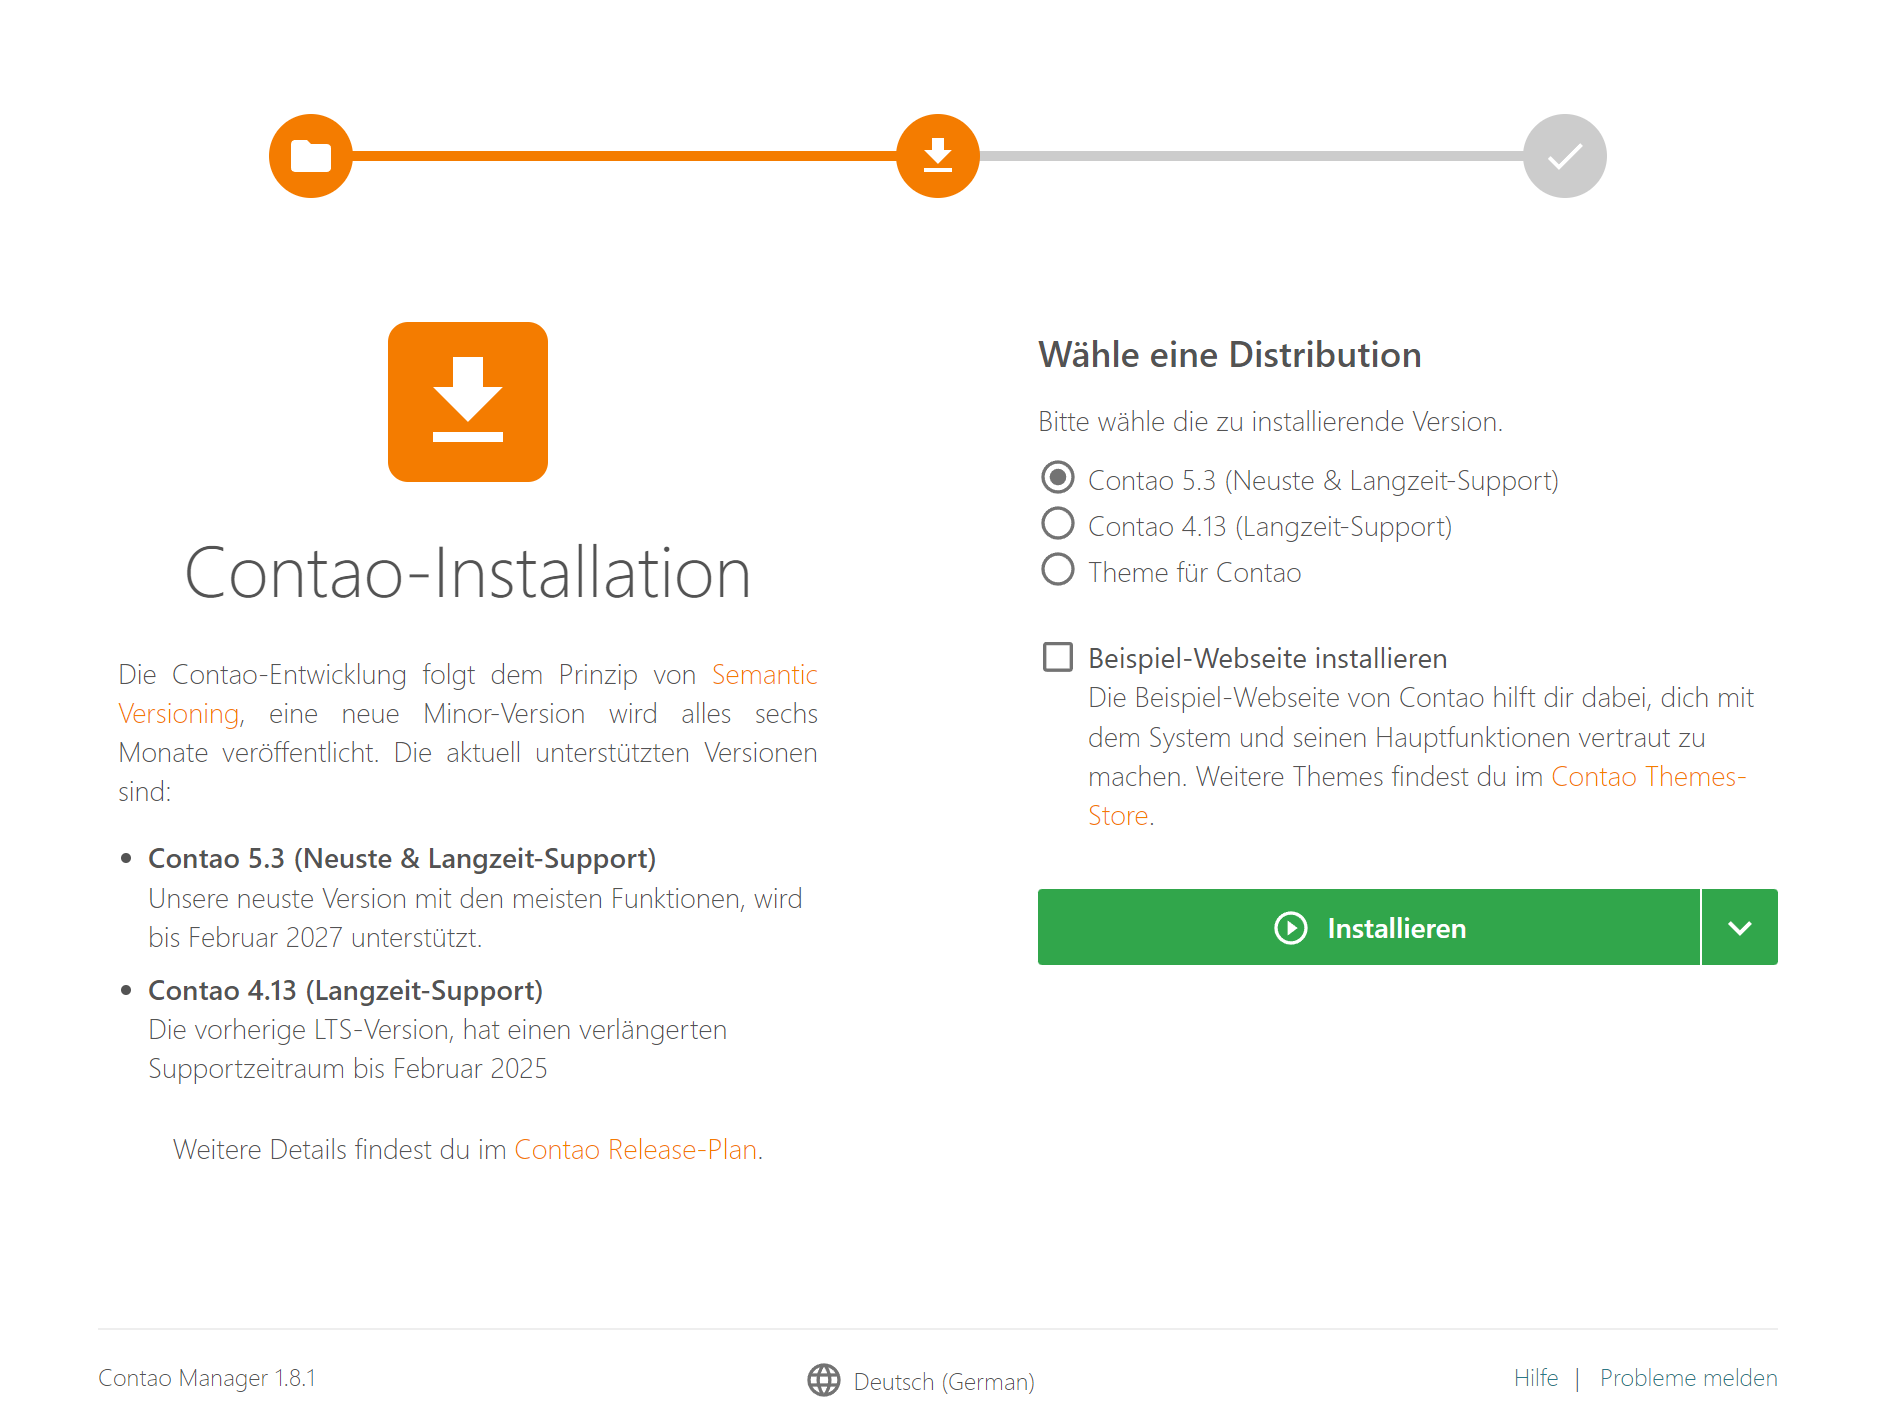 Contao-Installation
Die Contao-Entwicklung folgt dem Prinzip von Semantic
Versioning, eine neue Minor-Version wird alles sechs
Monate veröffentlicht. Die aktuell unterstützten Versionen
sind:
• Contao 5.3 (Neuste & Langzeit-Support)
Unsere neuste Version mit den meisten Funktionen, wird
bis Februar 2027 unterstützt.
• Contao 4.13 (Langzeit-Support)
Die vorherige LTS-Version, hat einen verlängerten
Supportzeitraum bis Februar 2025
Weitere Details findest du im Contao Release-Plan.
Wähle eine Distribution
Bitte wähle die zu installierende Version.
Contao 5.3 (Neuste & Langzeit-Support)
Contao 4.13 (Langzeit-Support)
Theme für Contao
Beispiel-Webseite installieren
Die Beispiel-Webseite von Contao hilft dir dabei, dich mit
dem System und seinen Hauptfunktionen vertraut zu
machen. Weitere Themes findest du im Contao Themes-
Store.
Installieren
Contao Manager 1.8.1
Deutsch (German)
Hilfe | Probleme melden